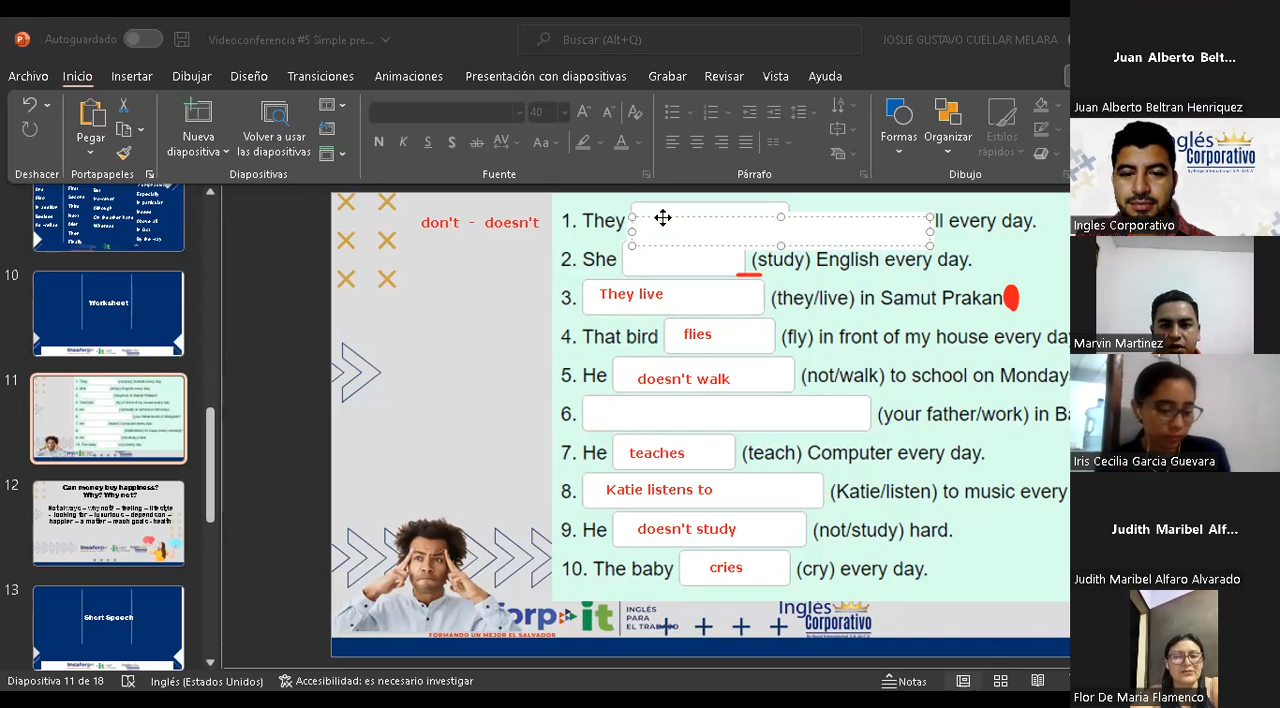 Autoguardado
Videoconferencia #5 Simple pre...
Buscar (Alt+Q)
JOSUE GUSTAVO CUELLAR MELARA
Archivo Inicio Insertar Dibujar Diseño Transiciones Animaciones Presentación con diapositivas Grabar Revisar Vista Ayuda
Pegar
Nueva diapositiva
Volver a usar las diapositivas
40
N K S S ab AV Aa A
Formas
Organizar
Estilos rápidos
Deshacer Portapapeles Diapositivas Fuente Párrafo Dibujo
10
Worksheet
11
12
Can money buy happiness?
Why? Why not?
13
Short Speech
don't - doesn't
1. They ll every day.
2. She (study) English every day.
3. They live (they/live) in Samut Prakan
4. That bird flies (fly) in front of my house every da
5. He doesn't walk (not/walk) to school on Monday
6. (your father/work) in Ba
7. He teaches (teach) Computer every day.
8. Katie listens to (Katie/listen) to music every
9. He doesn't study (not/study) hard.
10. The baby cries (cry) every day.
INGLÉS
PARA EL
FORMANDO UN MEJOR EL SALVADOR
Inglés
Corporativo
Diapositiva 11 de 18
Inglés (Estados Unidos)
Accesibilidad: es necesario investigar
Notas
Juan Alberto Belt...
Juan Alberto Beltran Henriquez
glés
Corporativo
Ingles Corporativo
Marvin Martinez
Iris Cecilia Garcia Guevara
Judith Maribel Alf...
Judith Maribel Alfaro Alvarado
Flor De Maria Flamenco